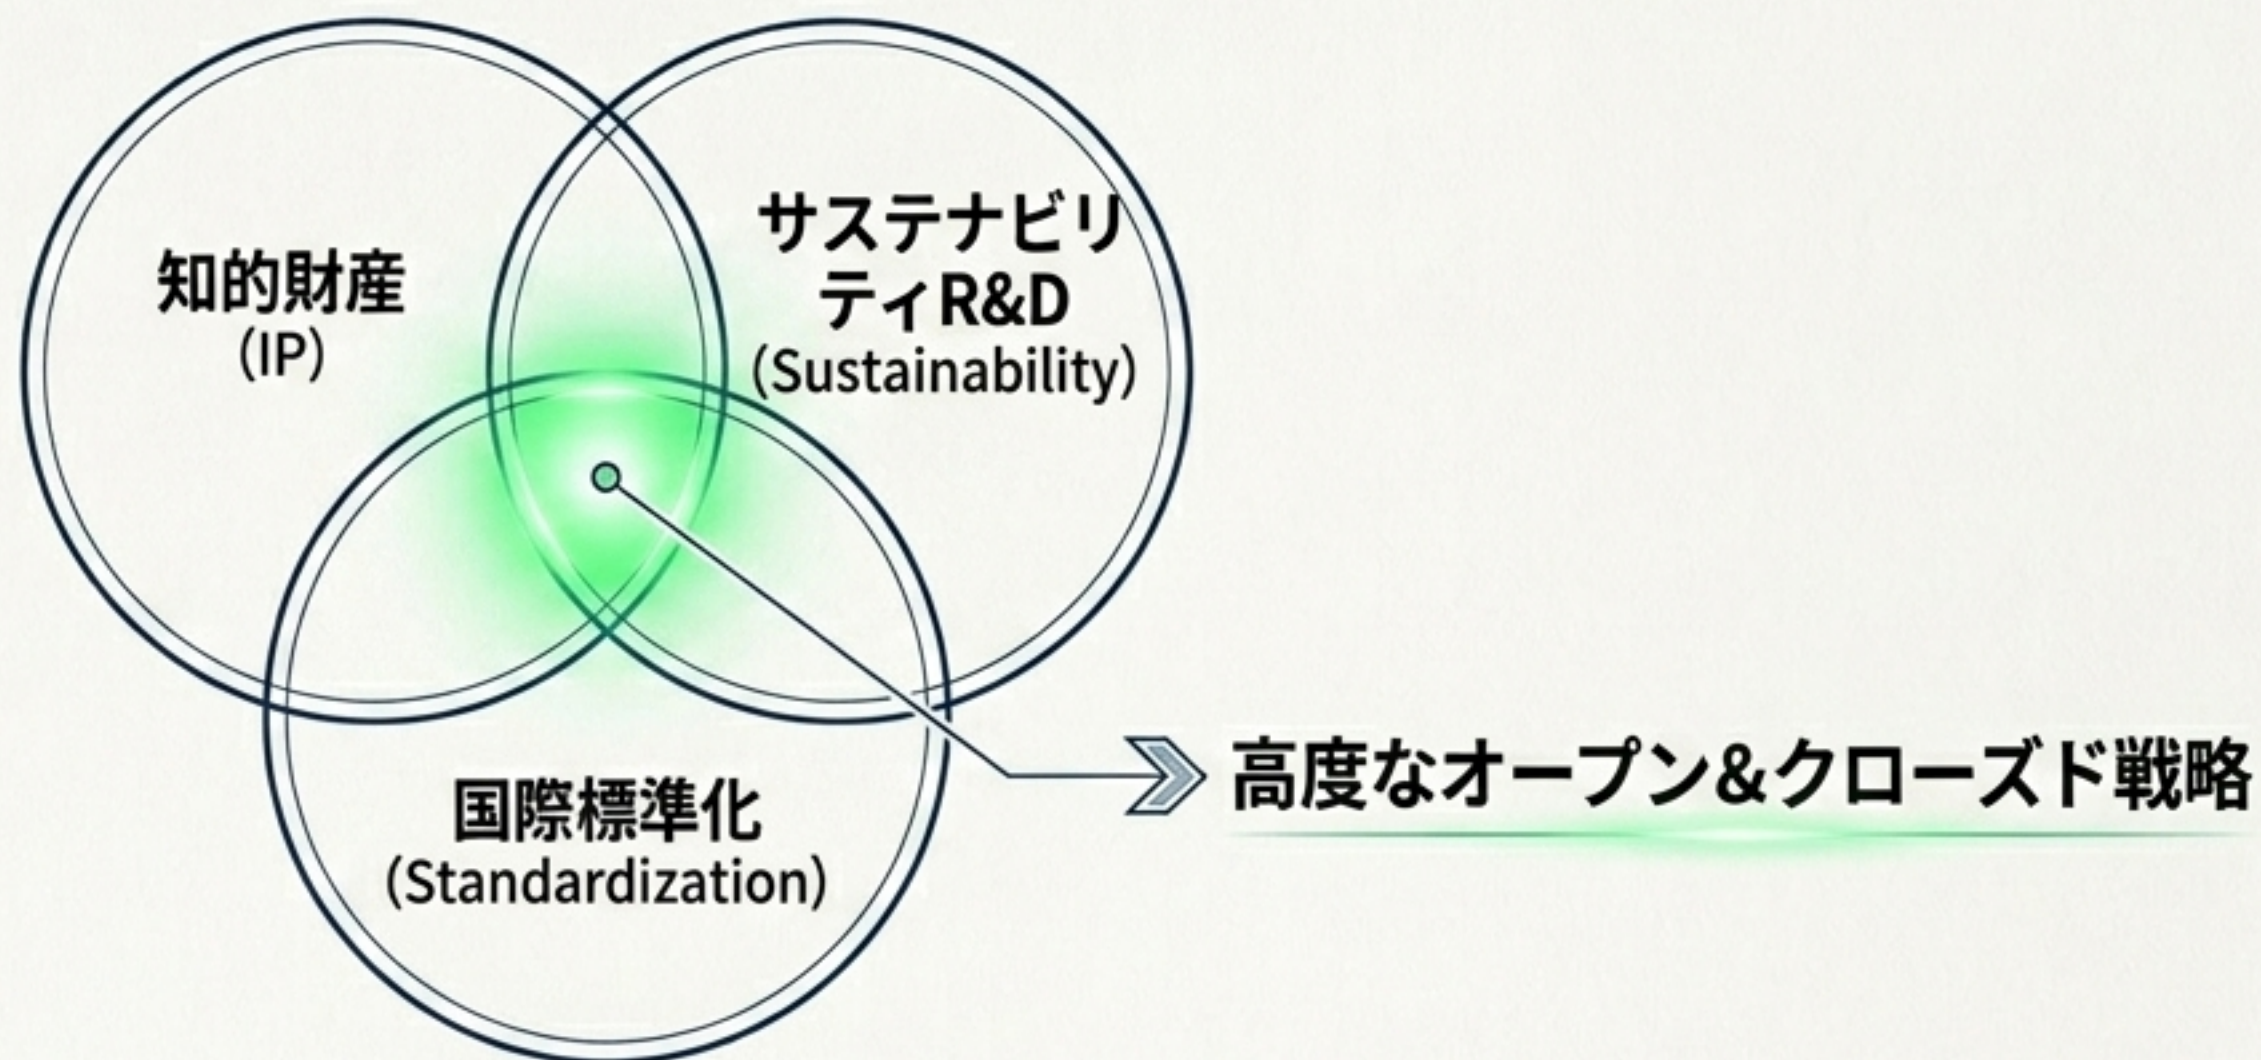 知的財産
(IP)
サステナビリ
ティR&D
(Sustainability)
国際標準化
(Standardization)
高度なオープン&クローズド戦略